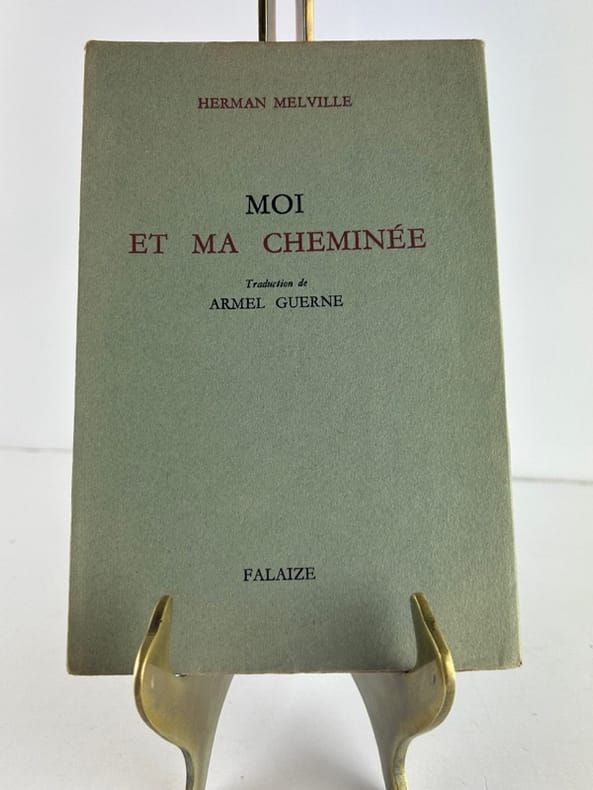 HERMAN MELVILLE
MOI
ET MA CHEMINÉE
Traduction de
ARMEL GUERNE
FALAIZE